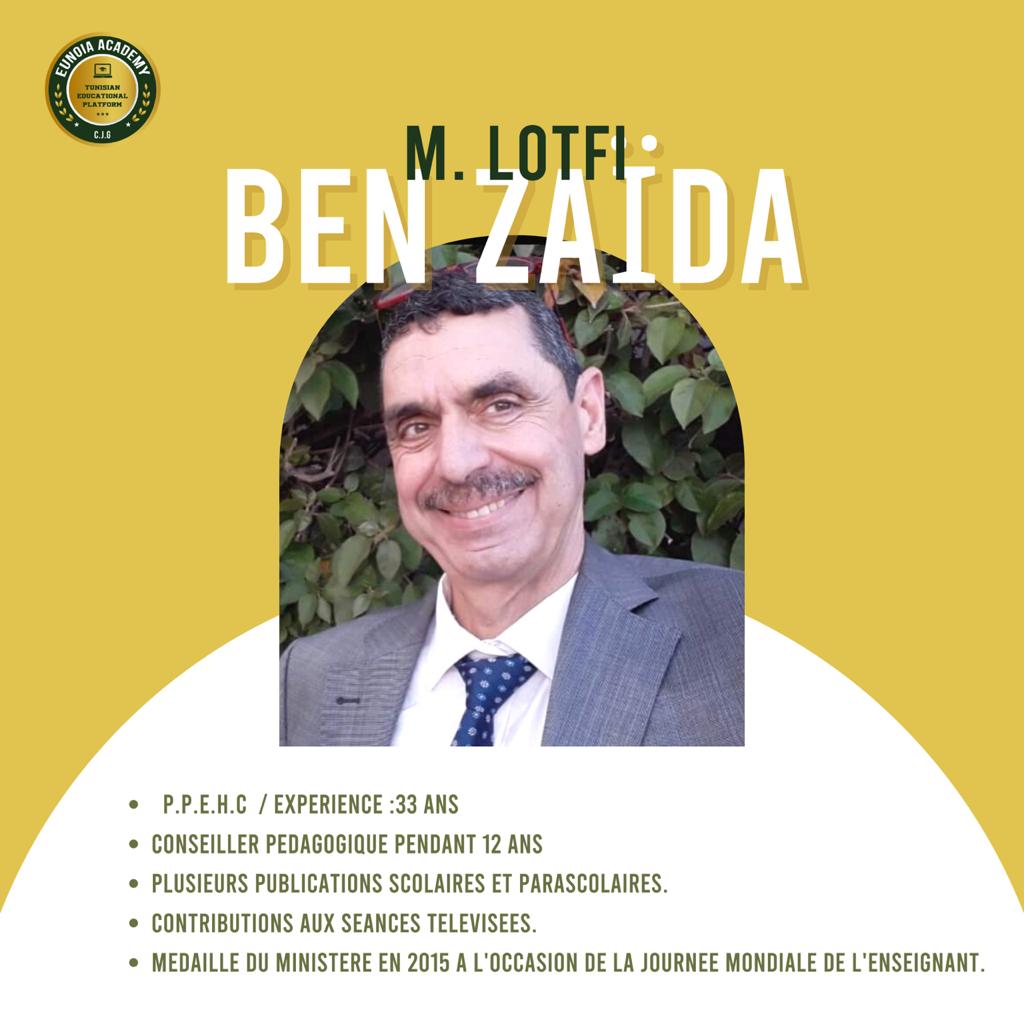 EUNOIA ACADEMY
TUNISIAN
EDUCATIONAL
PLATFORM
C.J.G
M. LOTFI
BEN ZAÏDA
• P.P.E.H.C / EXPERIENCE :33 ANS
• CONSEILLER PEDAGOGIQUE PENDANT 12 ANS
• PLUSIEURS PUBLICATIONS SCOLAIRES ET PARASCOLAIRES.
• CONTRIBUTIONS AUX SEANCES TELEVISEES.
• MEDAILLE DU MINISTERE EN 2015 A L'OCCASION DE LA JOURNEE MONDIALE DE L'ENSEIGNANT.